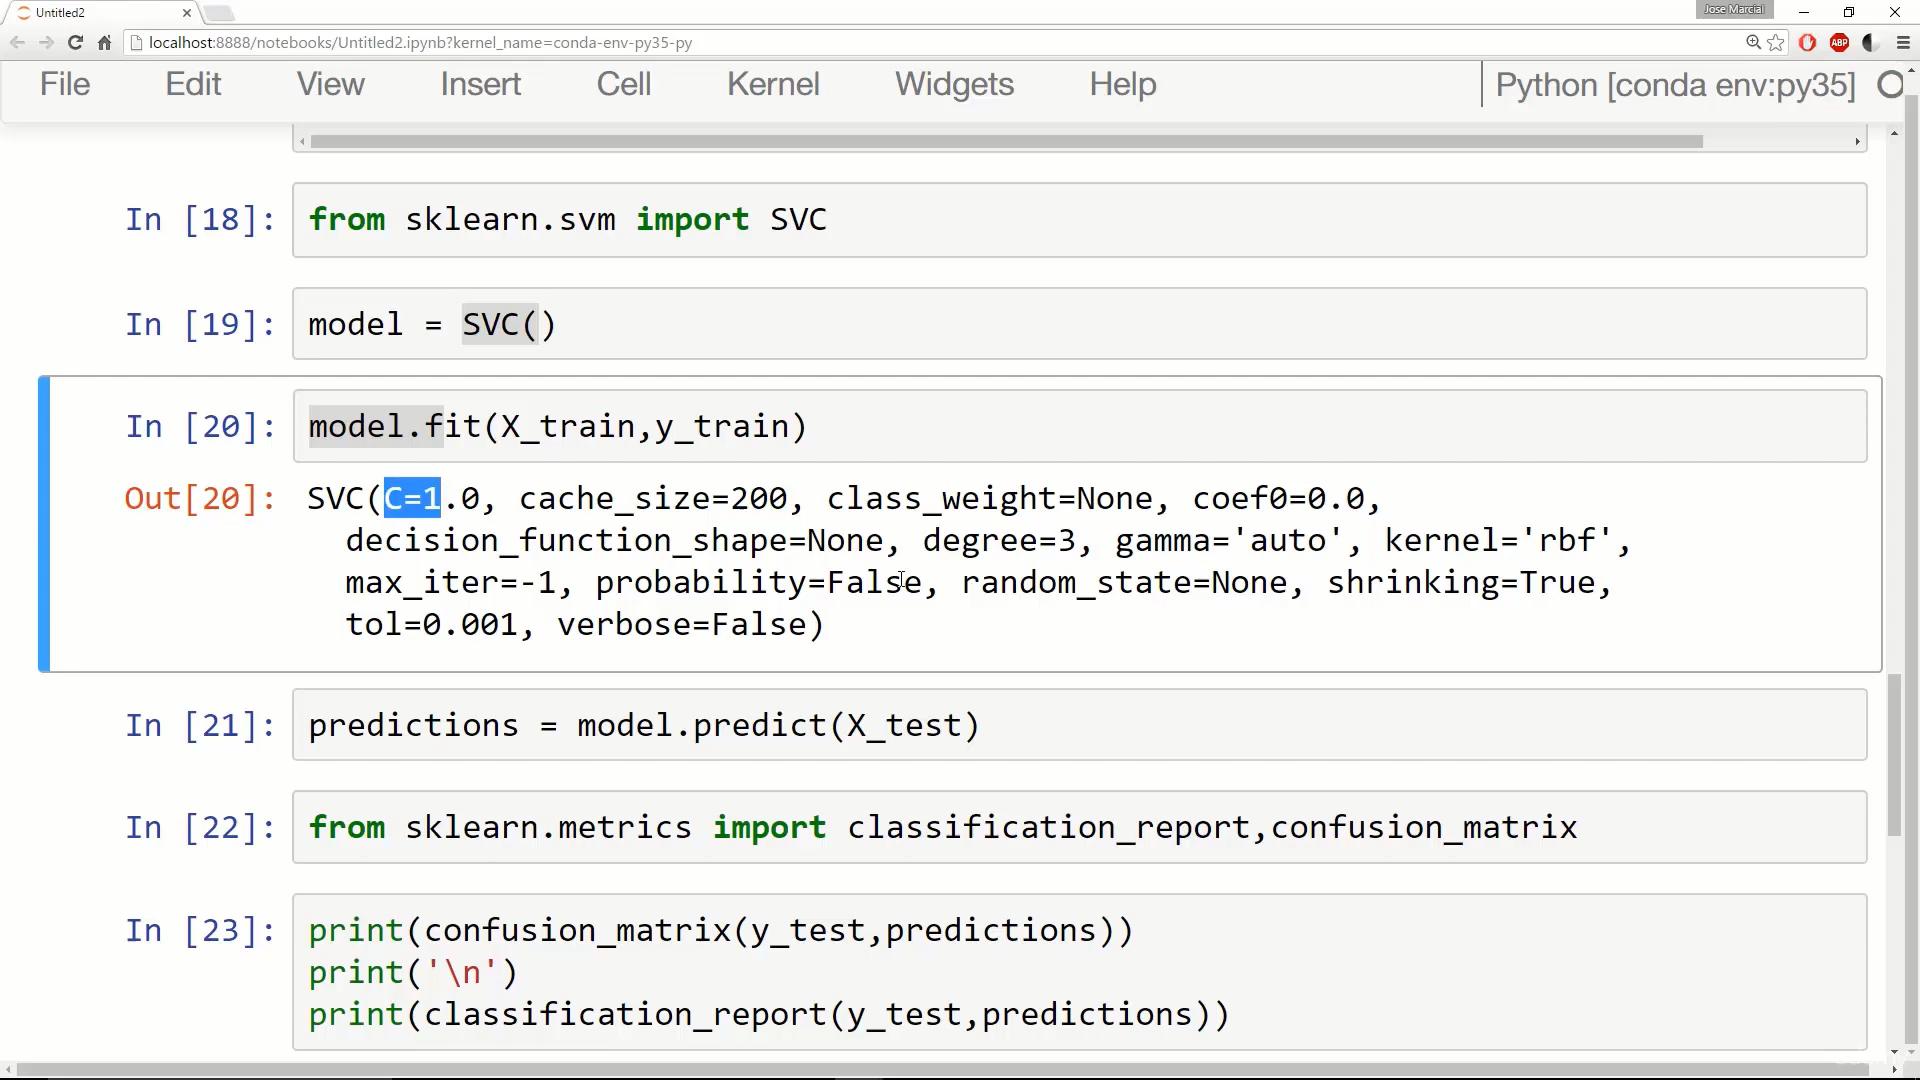 Untitled2
Jose Marcial
localhost:8888/notebooks/Untitled2.ipynb?kernel_name=conda-env-py35-py
ABP
File Edit View Insert Cell Kernel Widgets Help Python [conda env:py35]
In [18]: from sklearn.svm import SVC
In [19]: model = SVC()
In [20]: model.fit(X_train,y_train)
Out[20]: SVC(C=1.0, cache_size=200, class_weight=None, coef0=0.0,
decision_function_shape=None, degree=3, gamma='auto', kernel='rbf',
max_iter=-1, probability=False, random_state=None, shrinking=True,
tol=0.001, verbose=False)
In [21]: predictions = model.predict(X_test)
In [22]: from sklearn.metrics import classification_report,confusion_matrix
In [23]: print(confusion_matrix(y_test,predictions))
print('\n')
print(classification_report(y_test,predictions))